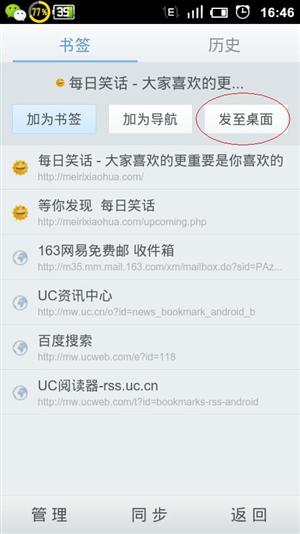 77% 39 E 16:46
书签 历史
每日笑话 - 大家喜欢的更...
加为书签 加为导航 发至桌面
每日笑话 - 大家喜欢的更重要是你喜欢的
http://meirixiaohua.com/
等你发现 每日笑话
http://meirixiaohua.com/upcoming.php
163网易免费邮 收件箱
http://m35.mm.mail.163.com/xm/mailbox.do?sid=PAz...
UC资讯中心
http://mw.uc.cn/o?id=news_bookmark_android_b
百度搜索
http://mw.ucweb.com/e?id=118
UC阅读器-rss.uc.cn
http://mw.ucweb.com/t?id=bookmarks-rss-android
管理 同步 返回